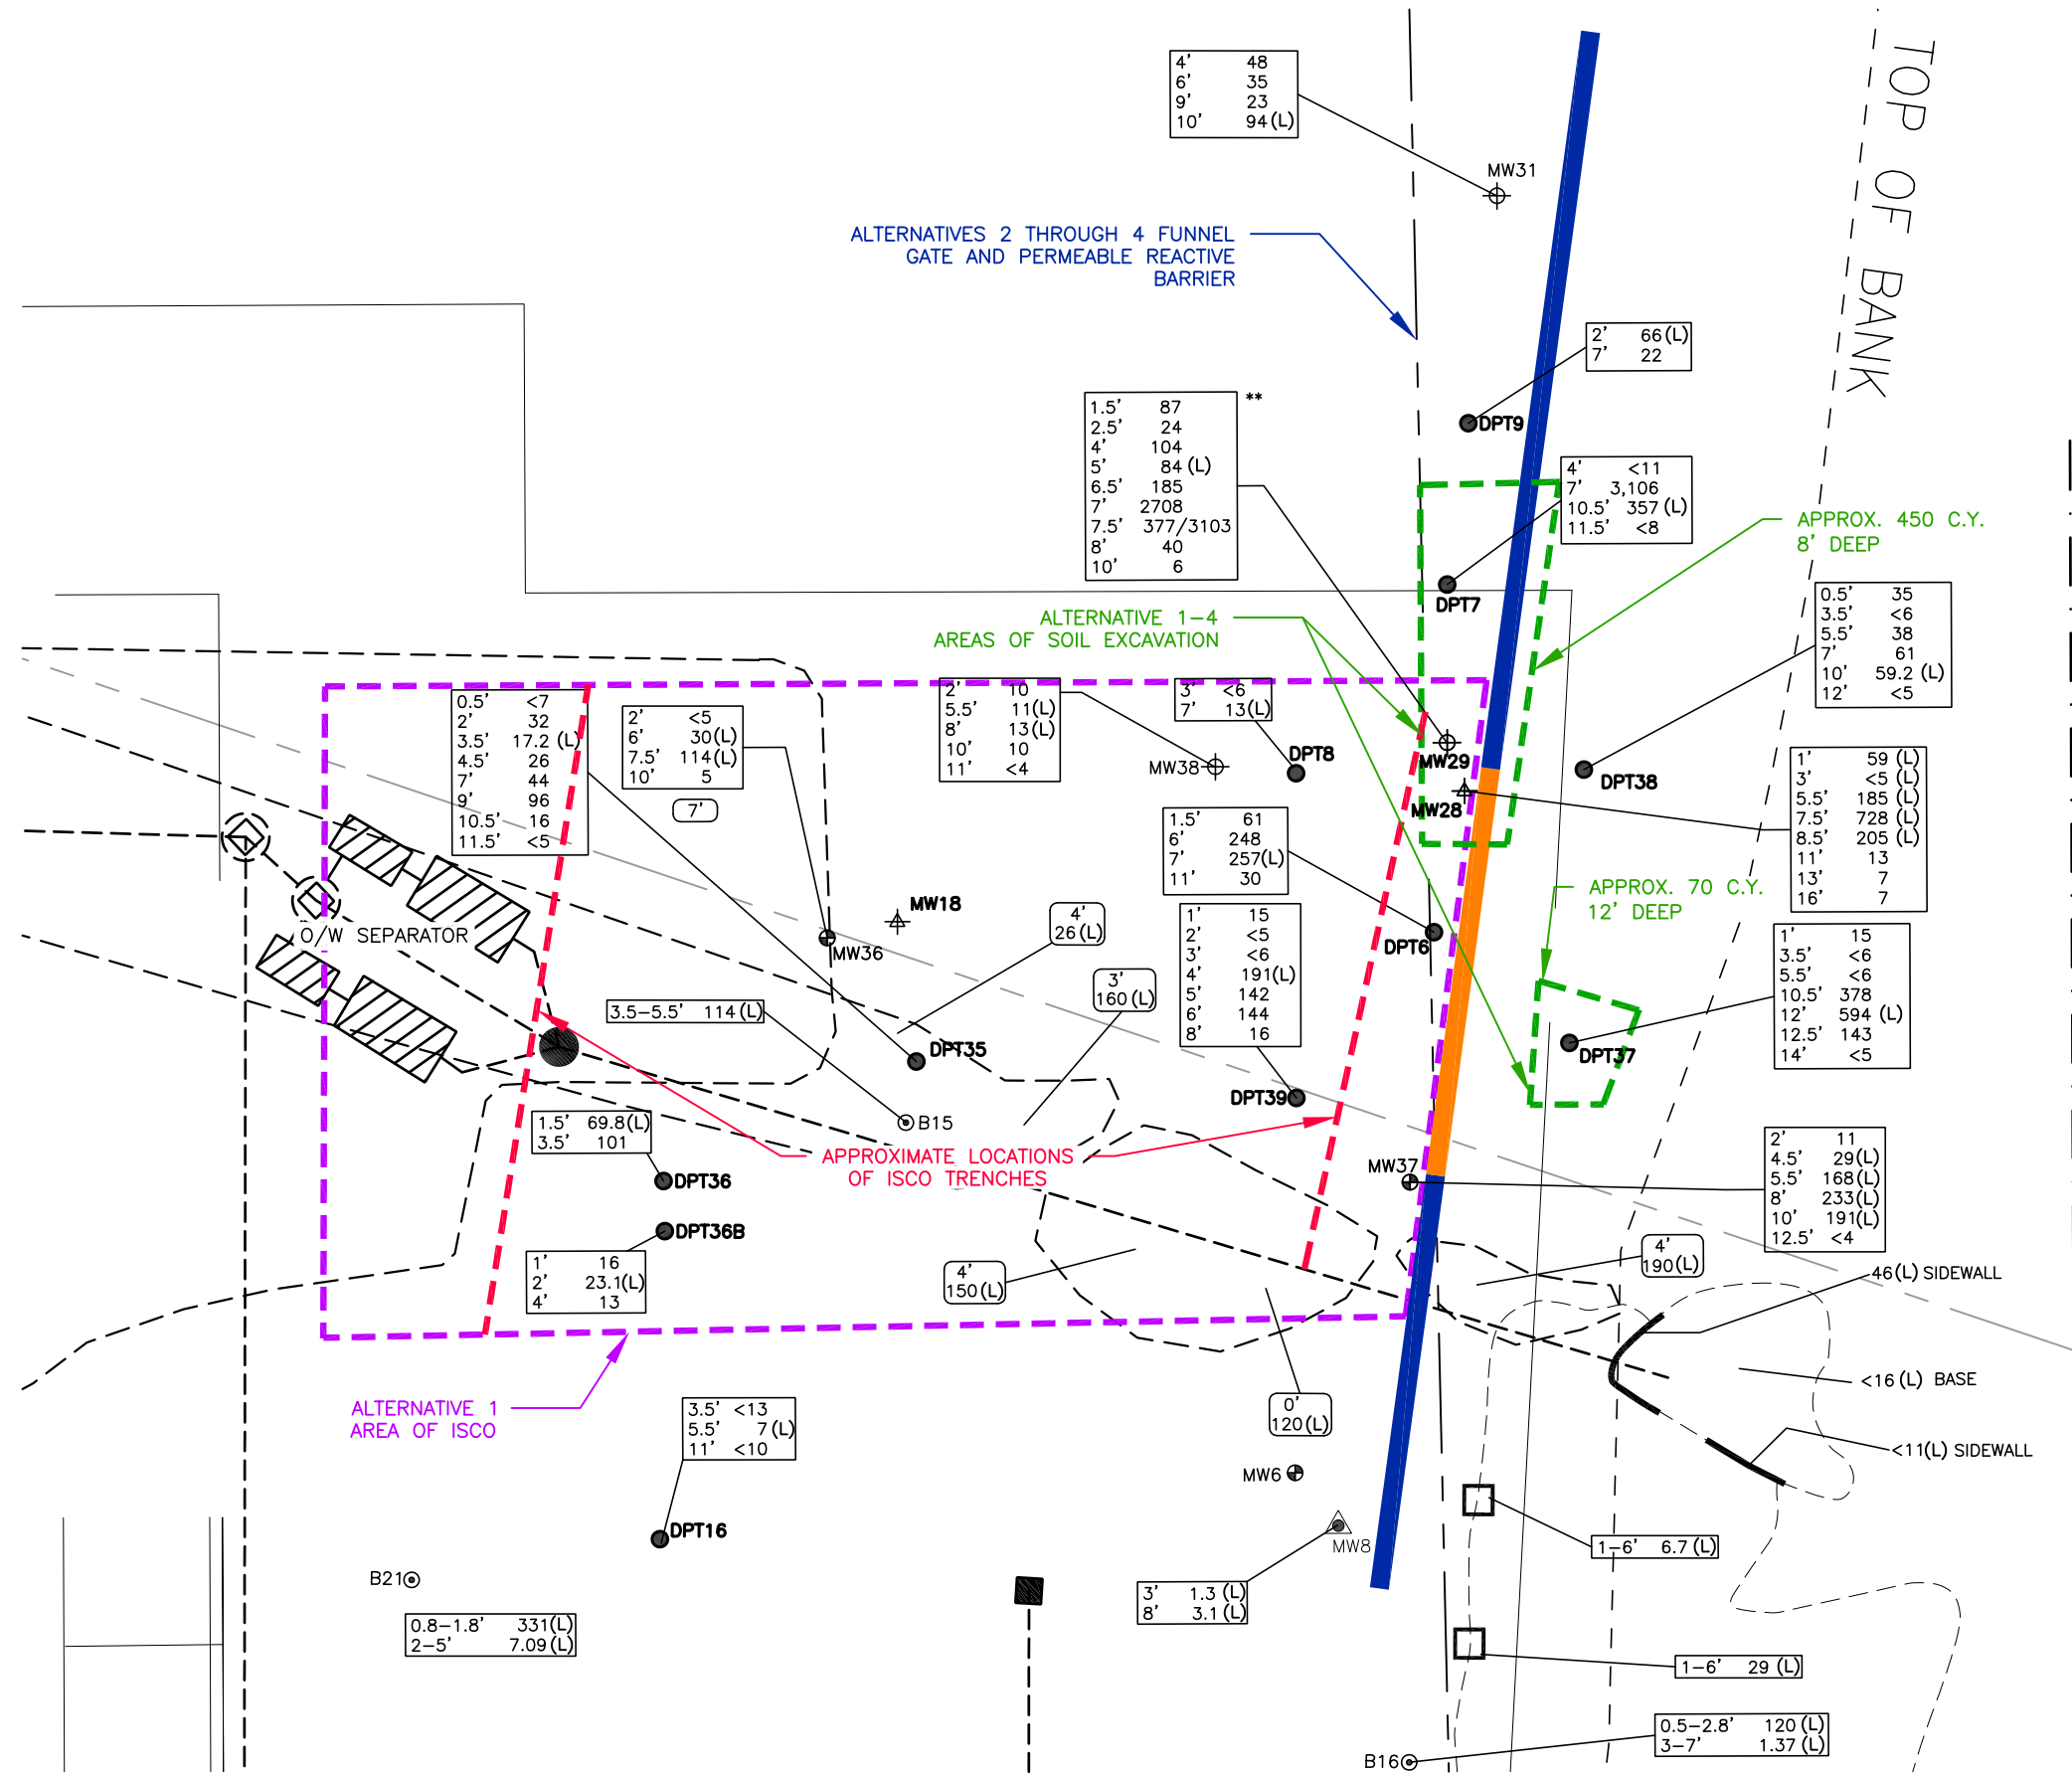 4' 48
6' 35
9' 23
10' 94(L)
MW31
TOP OF BANK
ALTERNATIVES 2 THROUGH 4 FUNNEL
GATE AND PERMEABLE REACTIVE
BARRIER
2' 66(L)
7' 22
DPT9
**
1.5' 87
2.5' 24
4' 104
5' 84 (L)
6.5' 185
7' 2708
7.5' 377/3103
8' 40
10' 6
4' <11
7' 3,106
10.5' 357 (L)
11.5' <8
DPT7
APPROX. 450 C.Y.
8' DEEP
ALTERNATIVE 1-4
AREAS OF SOIL EXCAVATION
0.5' 35
3.5' <6
5.5' 38
7' 61
10' 59.2 (L)
12' <5
DPT38
0.5' <7
2' 32
3.5' 17.2 (L)
4.5' 26
7' 44
9' 96
10.5' 16
11.5' <5
2' <5
6' 30(L)
7.5' 114(L)
10' 5
7'
2' 10
5.5' 11(L)
8' 13(L)
10' 10
11' <4
MW38
3' <6
7' 13(L)
DPT8
MW29
MW28
1' 59 (L)
3' <5 (L)
5.5' 185 (L)
7.5' 728 (L)
8.5' 205 (L)
11' 13
13' 7
16' 7
1.5' 61
6' 248
7' 257(L)
11' 30
DPT6
APPROX. 70 C.Y.
12' DEEP
O/W SEPARATOR
MW18
MW36
4'
26(L)
1' 15
2' <5
3' <6
4' 191(L)
5' 142
6' 144
8' 16
DPT39
1' 15
3.5' <6
5.5' <6
10.5' 378
12' 594 (L)
12.5' 143
14' <5
DPT37
3'
160(L)
3.5-5.5' 114(L)
DPT35
B15
1.5' 69.8(L)
3.5' 101
DPT36
APPROXIMATE LOCATIONS
OF ISCO TRENCHES
MW37
2' 11
4.5' 29(L)
5.5' 168(L)
8' 233(L)
10' 191(L)
12.5' <4
DPT36B
1' 16
2' 23.1(L)
4' 13
4'
150(L)
4'
190(L)
46(L) SIDEWALL
<16(L) BASE
<11(L) SIDEWALL
ALTERNATIVE 1
AREA OF ISCO
3.5' <13
5.5' 7(L)
11' <10
DPT16
0'
120(L)
MW6
MW8
1-6' 6.7 (L)
B21
0.8-1.8' 331(L)
2-5' 7.09(L)
3' 1.3 (L)
8' 3.1 (L)
1-6' 29 (L)
B16
0.5-2.8' 120 (L)
3-7' 1.37 (L)